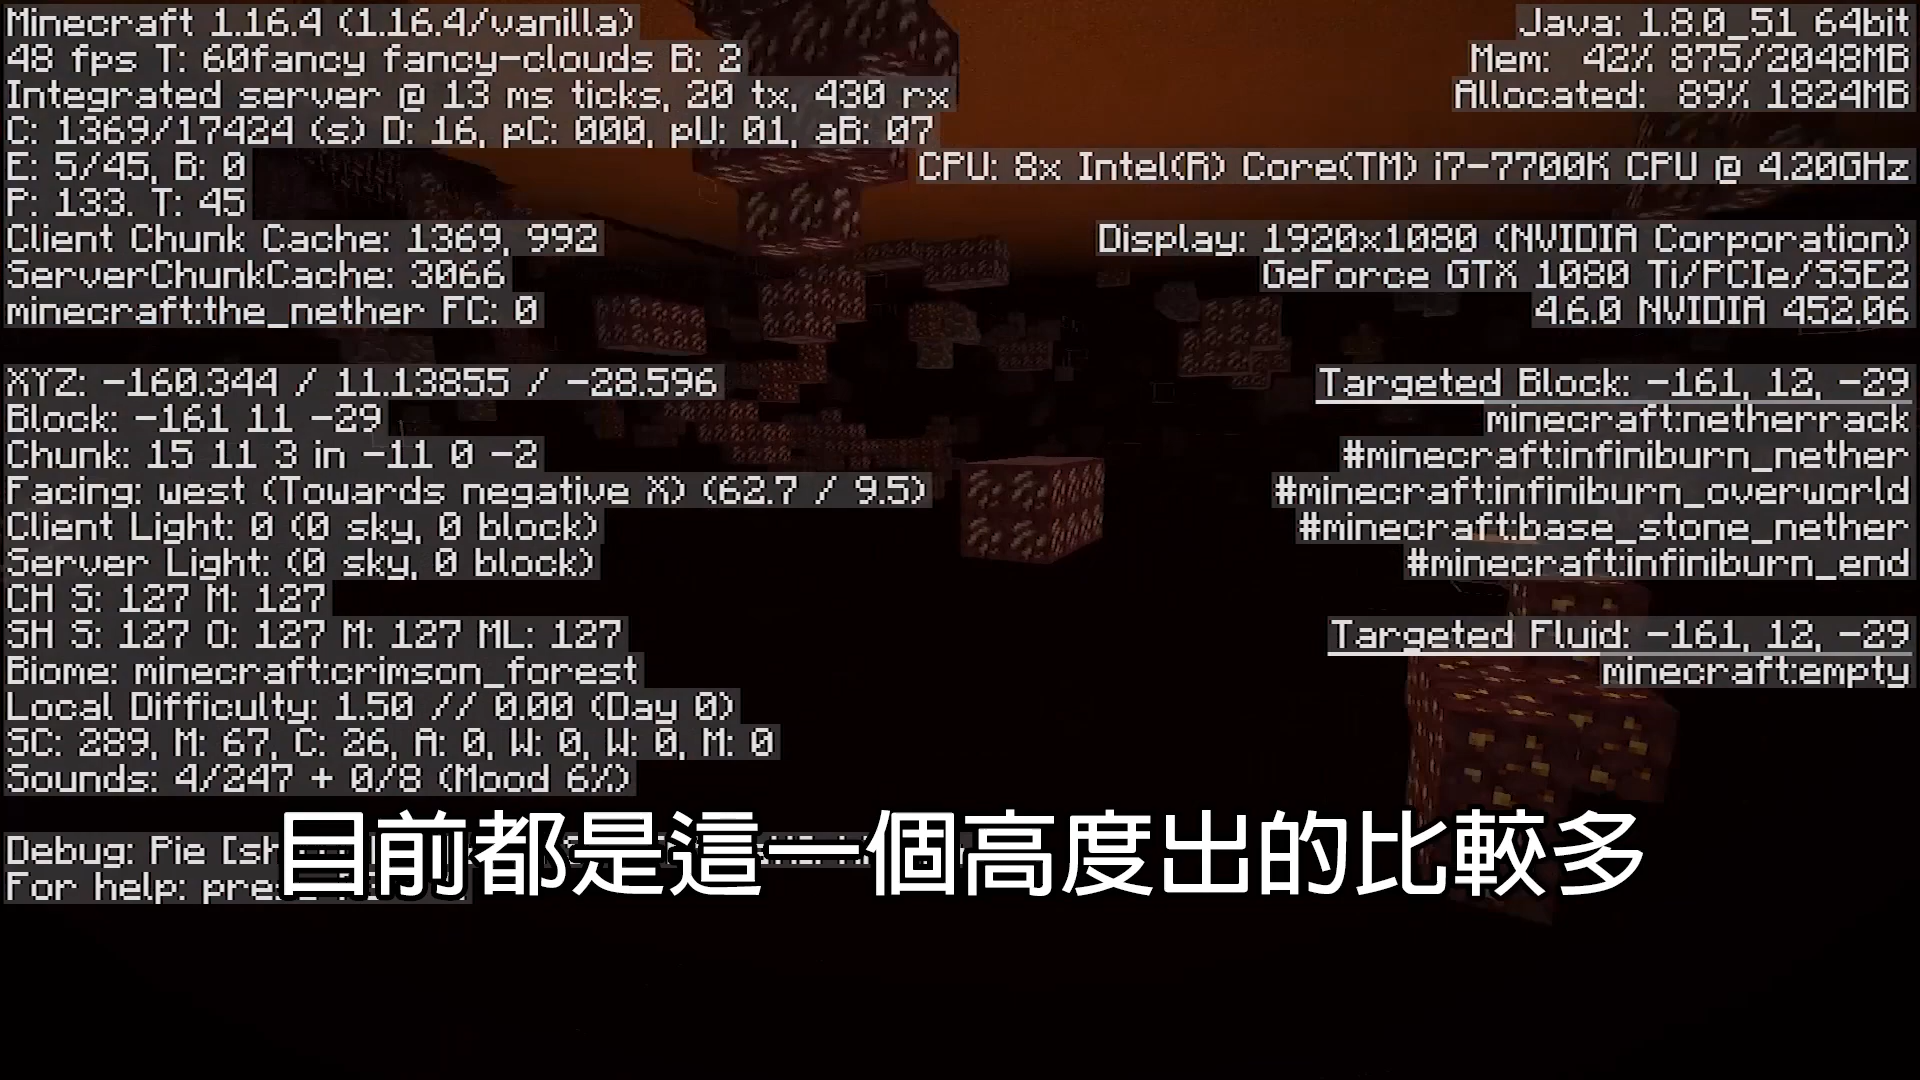 Minecraft 1.16.4 (1.16.4/vanilla)
48 fps T: 60fancy fancy-clouds B: 2
Integrated server @ 13 ms ticks, 20 tx, 430 rx
C: 1369/17424 (s) D: 16, pC: 000, pU: 01, aB: 07
E: 5/45, B: 0
P: 133. T: 45
Client Chunk Cache: 1369, 992
ServerChunkCache: 3066
minecraft:the_nether FC: 0
XYZ: -160.344 / 11.13855 / -28.596
Block: -161 11 -29
Chunk: 15 11 3 in -11 0 -2
Facing: west (Towards negative X) (62.7 / 9.5)
Client Light: 0 (0 sky, 0 block)
Server Light: (0 sky, 0 block)
CH S: 127 M: 127
SH S: 127 O: 127 M: 127 ML: 127
Biome: minecraft:crimson_forest
Local Difficulty: 1.50 // 0.00 (Day 0)
SC: 289, M: 67, C: 26, A: 0, W: 0, W: 0, M: 0
Sounds: 4/247 + 0/8 (Mood 6%)
Debug: Pie
For help:
Java: 1.8.0_51 64bit
Mem: 42% 875/2048MB
Allocated: 89% 1824MB
CPU: 8x Intel(R) Core(TM) i7-7700K CPU @ 4.20GHz
Display: 1920x1080 (NVIDIA Corporation)
GeForce GTX 1080 Ti/PCIe/SSE2
4.6.0 NVIDIA 452.06
Targeted Block: -161, 12, -29
minecraft:netherrack
#minecraft:infiniburn_nether
#minecraft:infiniburn_overworld
#minecraft:base_stone_nether
#minecraft:infiniburn_end
Targeted Fluid: -161, 12, -29
minecraft:empty
目前都是這一個高度出的比較多